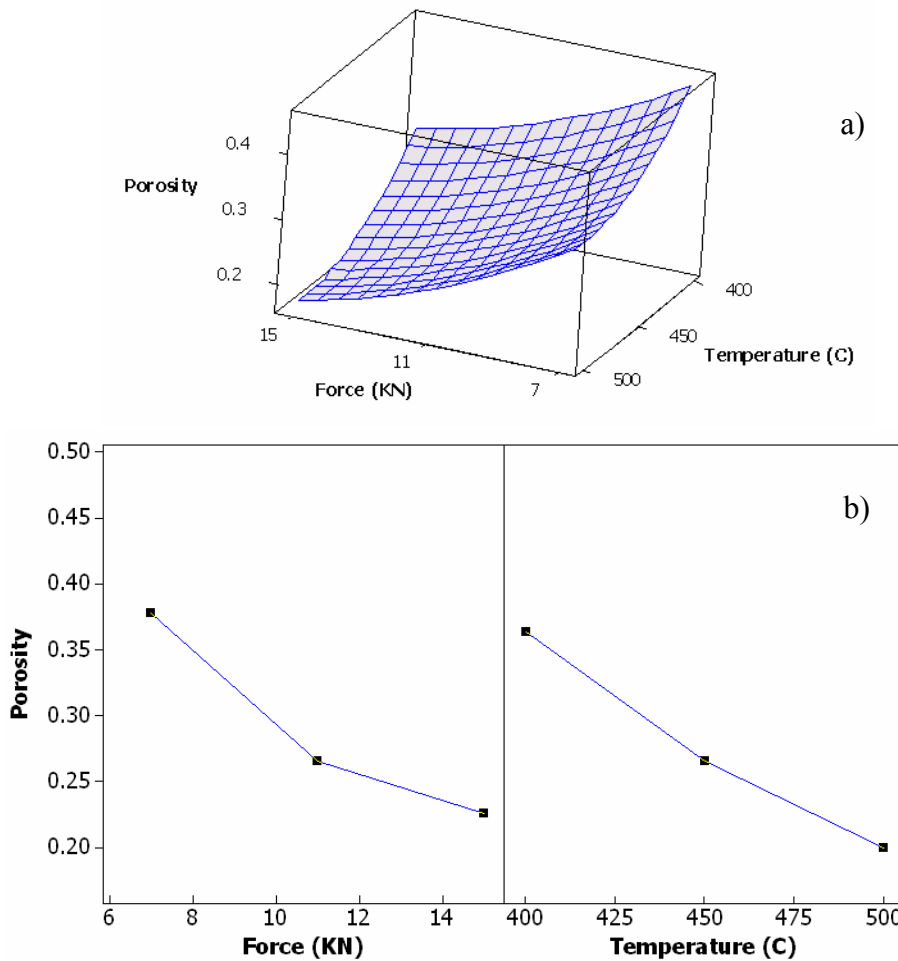 a)
0.4
Porosity
0.3
0.2
15
11
7
Force (KN)
400
450
500
Temperature (C)
b)
0.50
0.45
0.40
0.35
0.30
0.25
0.20
Porosity
6 8 10 12 14 400 425 450 475 500
Force (KN) Temperature (C)